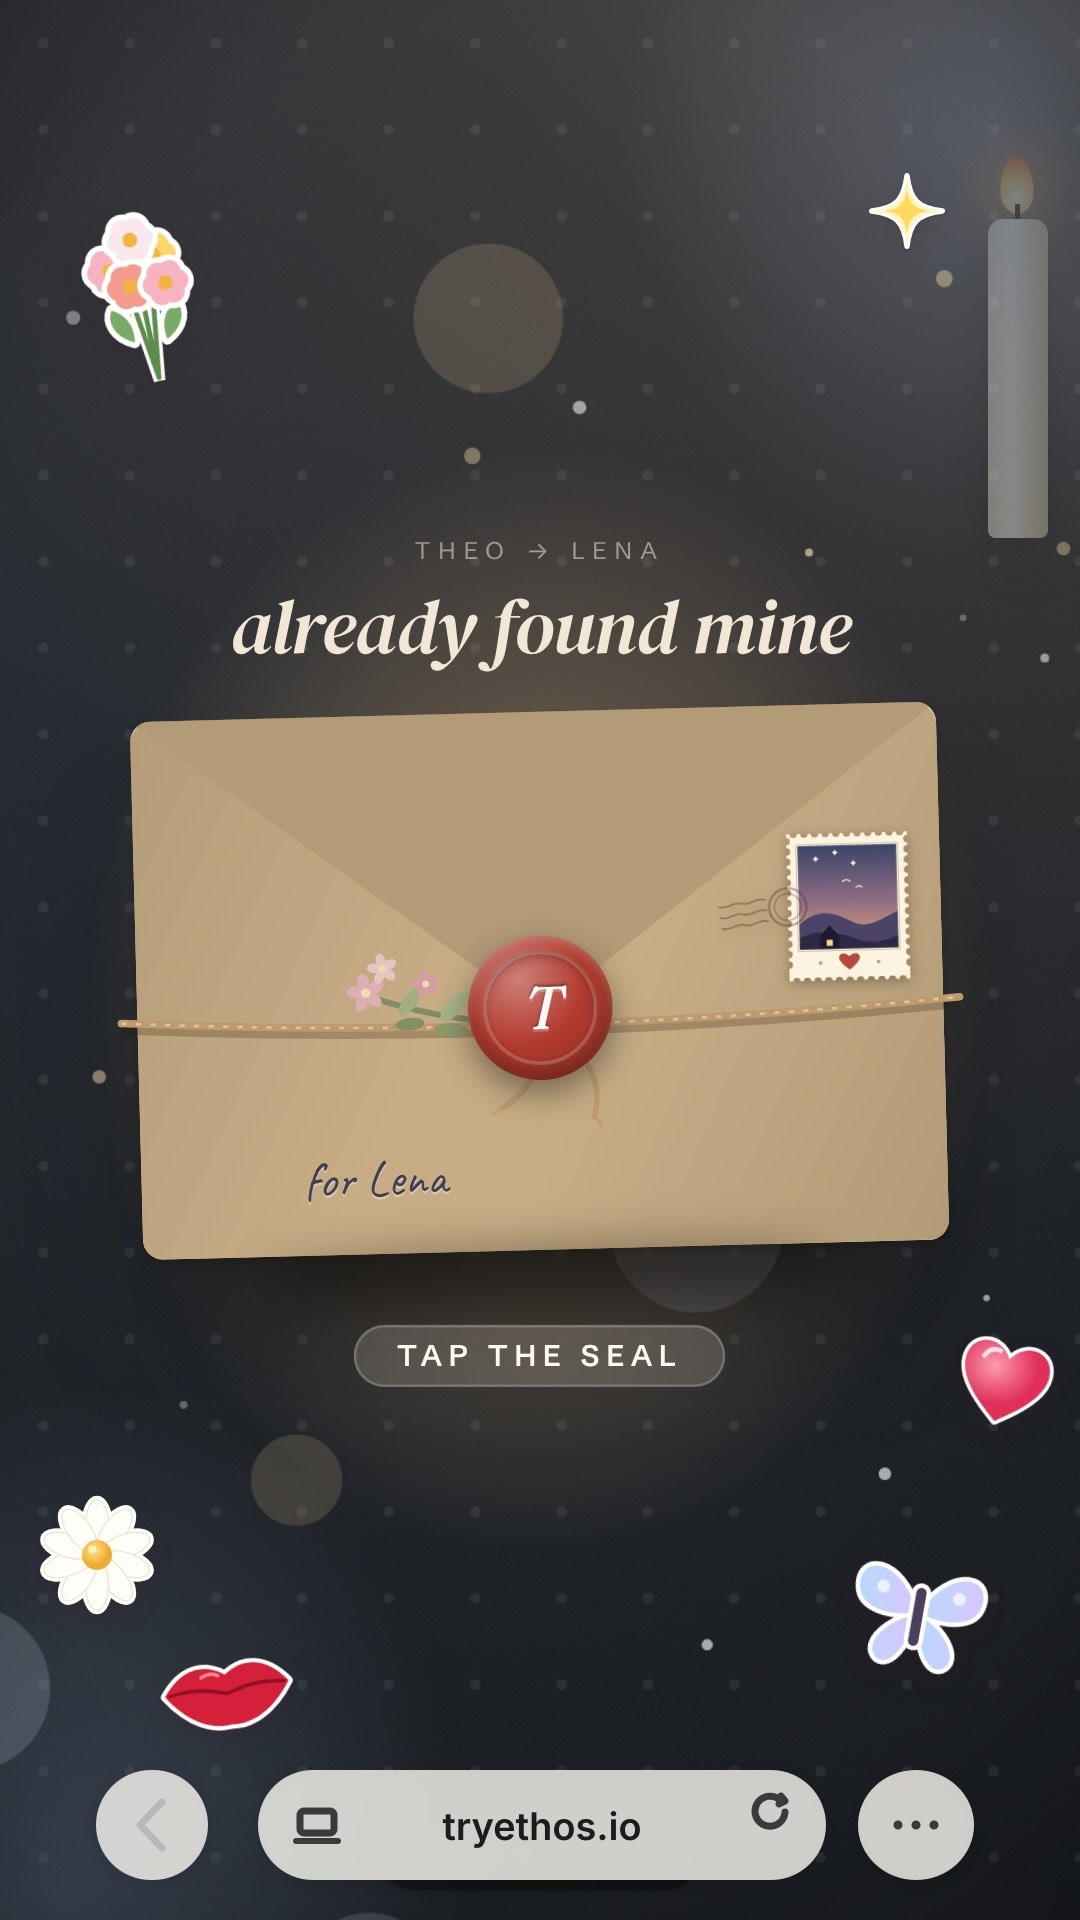 THEO → LENA
already found mine
T
for Lena
TAP THE SEAL
tryethos.io